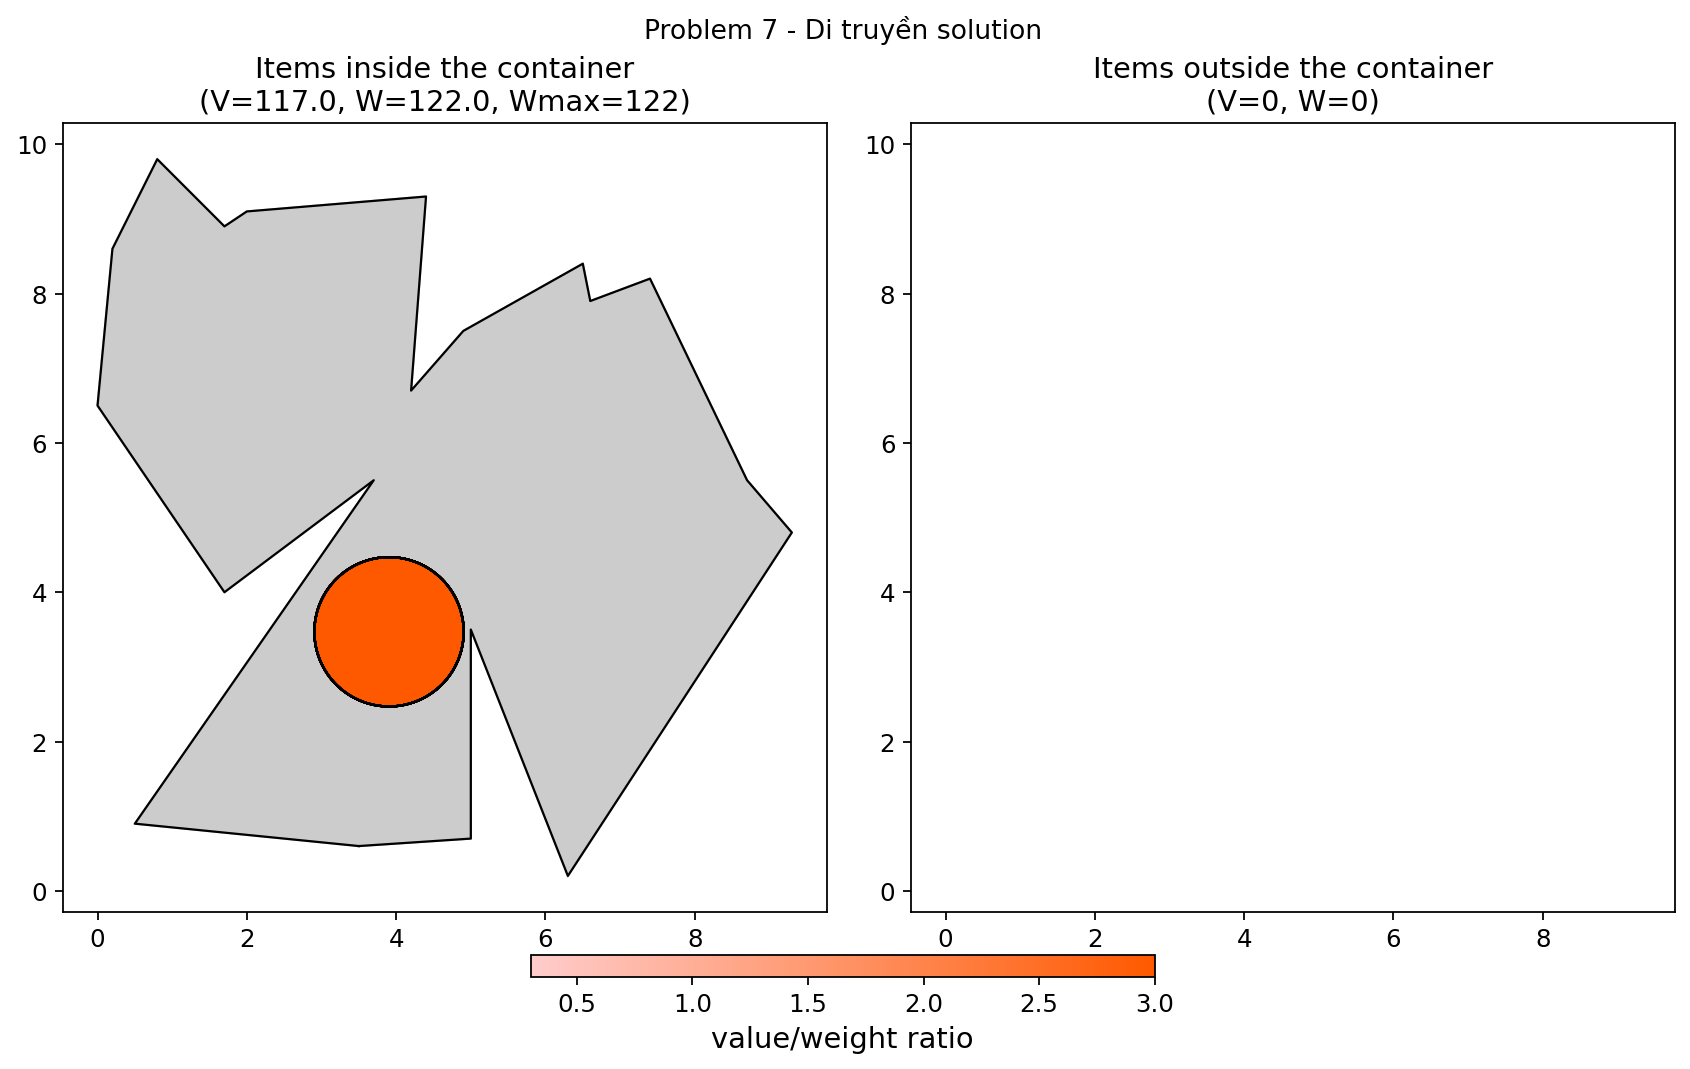 Problem 7 - Di truyền solution
Items inside the container
(V=117.0, W=122.0, Wmax=122)
Items outside the container
(V=0, W=0)
10
8
6
4
2
0
0 2 4 6 8
10
8
6
4
2
0
0 2 4 6 8
0.5 1.0 1.5 2.0 2.5 3.0
value/weight ratio